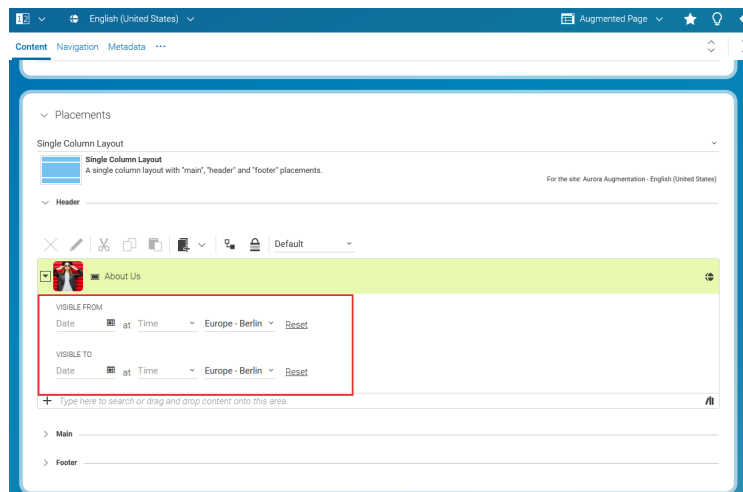 12 English (United States) Augmented Page
Content Navigation Metadata •••
Placements
Single Column Layout
Single Column Layout
A single column layout with "main", "header" and "footer" placements.
For the site: Aurora Augmentation - English (United States)
Header
Default
About Us
VISIBLE FROM
Date at Time Europe - Berlin Reset
VISIBLE TO
Date at Time Europe - Berlin Reset
Type here to search or drag and drop content onto this area.
Main
Footer